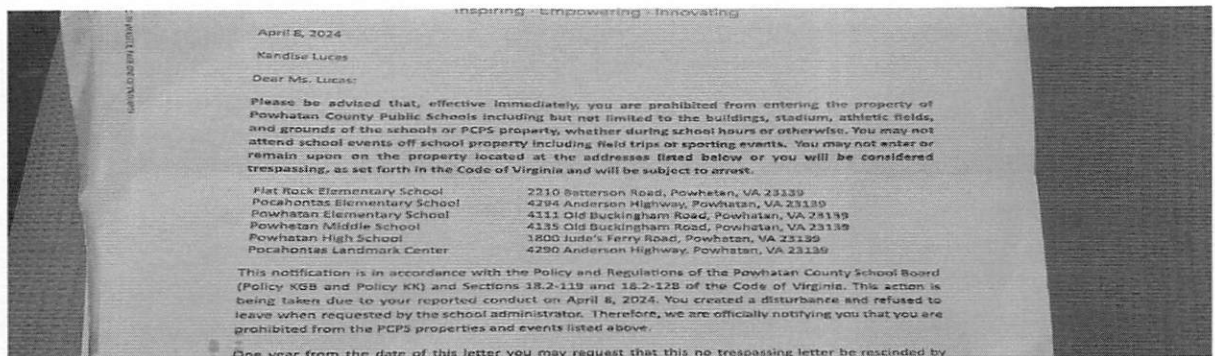 Inspiring - Empowering - Innovating
April 8, 2024
Kandise Lucas
Dear Ms. Lucas:
Please be advised that, effective immediately, you are prohibited from entering the property of
Powhatan County Public Schools including but not limited to the buildings, stadium, athletic fields,
and grounds of the schools or PCPS property, whether during school hours or otherwise. You may not
attend school events off school property including field trips or sporting events. You may not enter or
remain upon on the property located at the addresses listed below or you will be considered
trespassing, as set forth in the Code of Virginia and will be subject to arrest.
Flat Rock Elementary School 2210 Batterson Road, Powhatan, VA 23139
Pocahontas Elementary School 4294 Anderson Highway, Powhatan, VA 23139
Powhatan Elementary School 4111 Old Buckingham Road, Powhatan, VA 23139
Powhatan Middle School 4135 Old Buckingham Road, Powhatan, VA 23139
Powhatan High School 1800 Jude's Ferry Road, Powhatan, VA 23139
Pocahontas Landmark Center 4290 Anderson Highway, Powhatan, VA 23139
This notification is in accordance with the Policy and Regulations of the Powhatan County School Board
(Policy KGB and Policy KK) and Sections 18.2-119 and 18.2-128 of the Code of Virginia. This action is
being taken due to your reported conduct on April 8, 2024. You created a disturbance and refused to
leave when requested by the school administrator. Therefore, we are officially notifying you that you are
prohibited from the PCPS properties and events listed above.
One year from the date of this letter you may request that this no trespassing letter be rescinded by